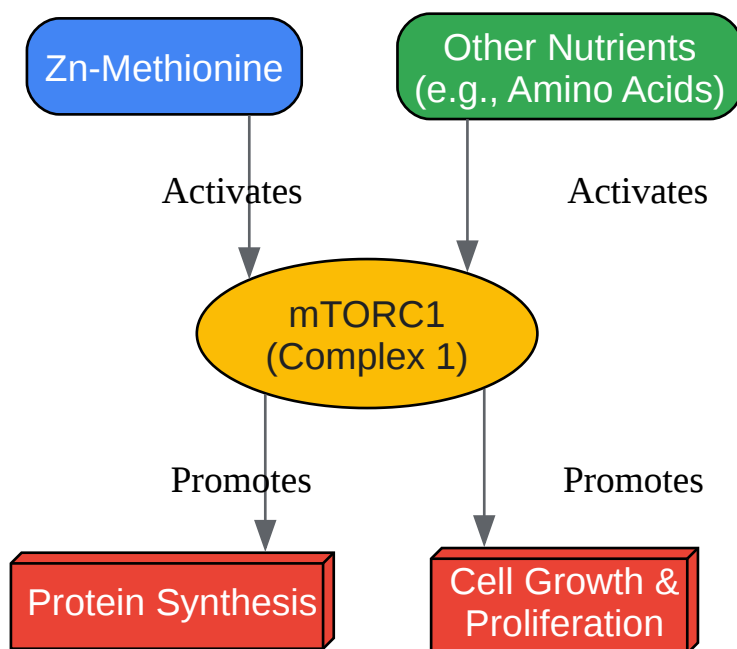 Zn-Methionine
Other Nutrients
(e.g., Amino Acids)
Activates
Activates
mTORC1
(Complex 1)
Promotes
Promotes
Protein Synthesis
Cell Growth &
Proliferation